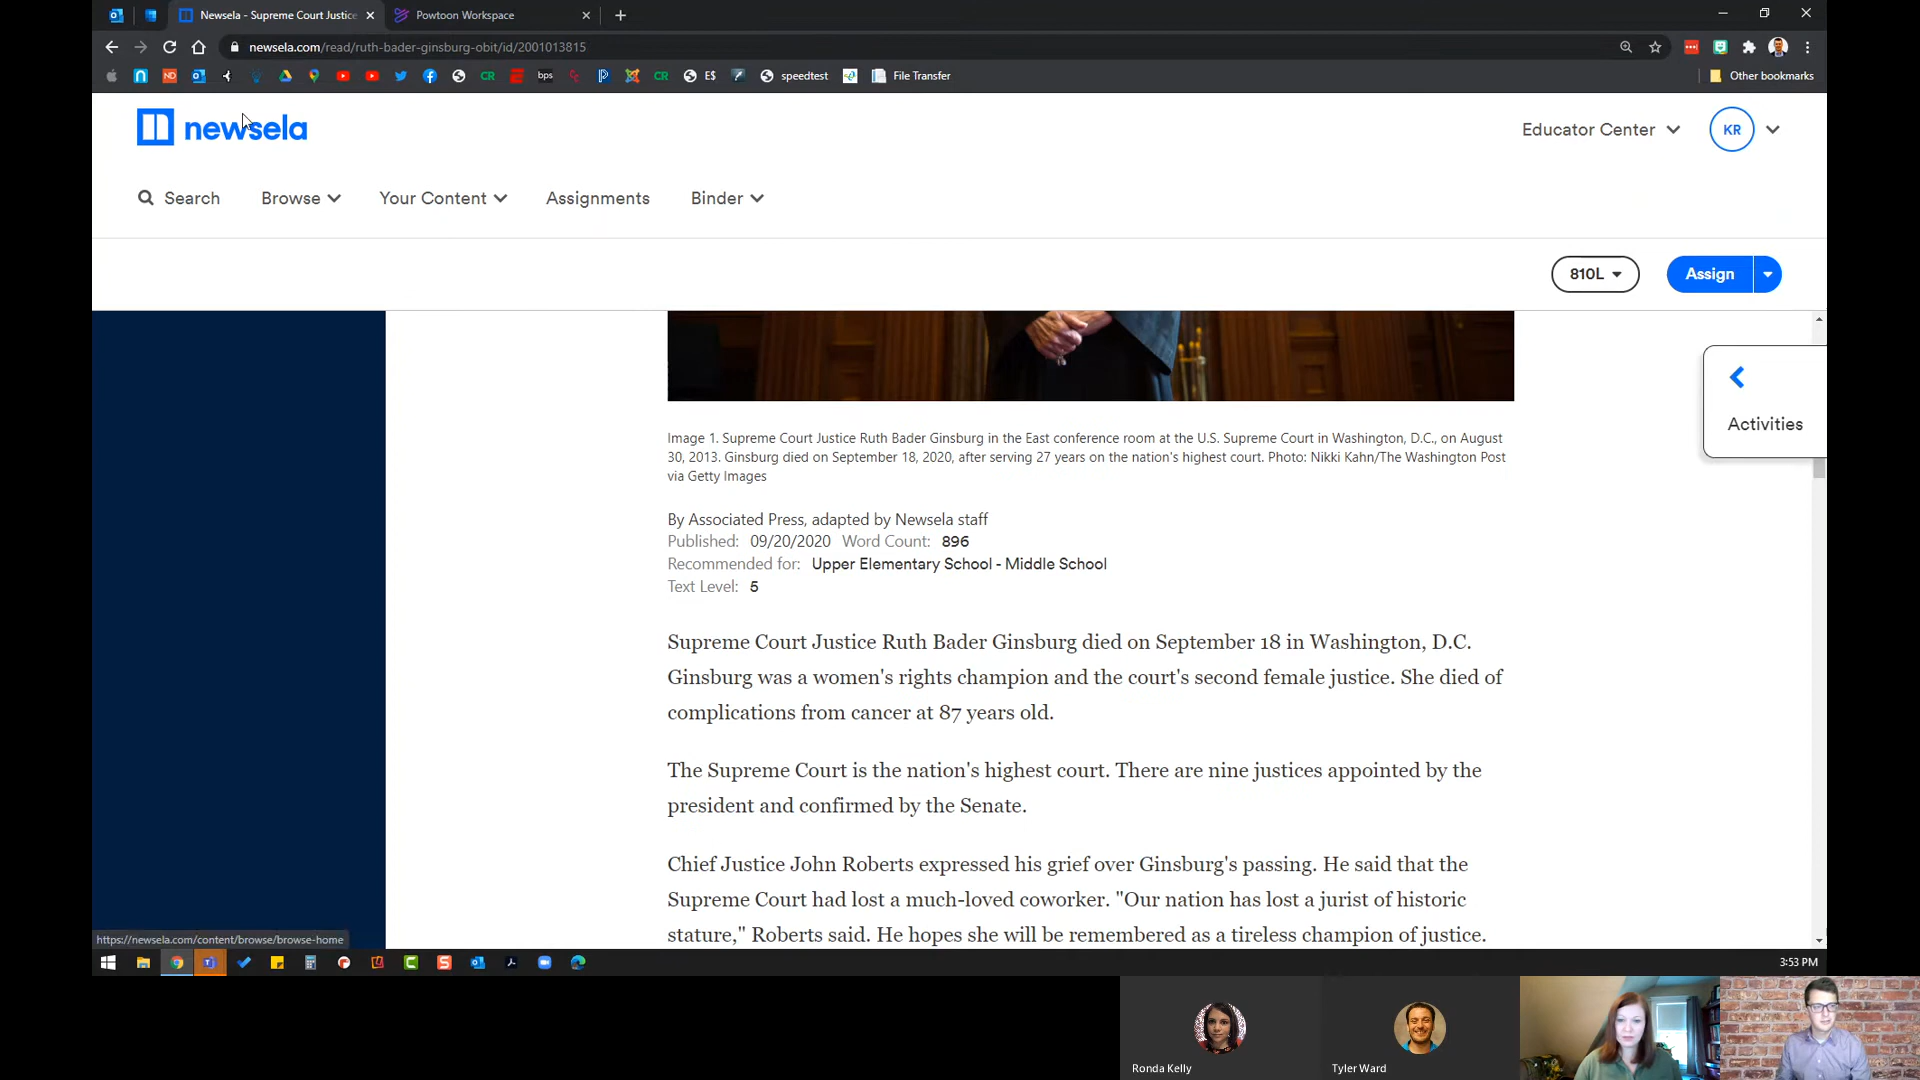 Newsela - Supreme Court Justice
Powtoon Workspace
newsela.com/read/ruth-bader-ginsburg-obit/id/2001013815
ND
CR
bps
CR
E$
speedtest
File Transfer
Other bookmarks
newsela
Educator Center
KR
Search
Browse
Your Content
Assignments
Binder
810L
Assign
Activities
Image 1. Supreme Court Justice Ruth Bader Ginsburg in the East conference room at the U.S. Supreme Court in Washington, D.C., on August
30, 2013. Ginsburg died on September 18, 2020, after serving 27 years on the nation's highest court. Photo: Nikki Kahn/The Washington Post
via Getty Images
By Associated Press, adapted by Newsela staff
Published: 09/20/2020 Word Count: 896
Recommended for: Upper Elementary School - Middle School
Text Level: 5
Supreme Court Justice Ruth Bader Ginsburg died on September 18 in Washington, D.C.
Ginsburg was a women's rights champion and the court's second female justice. She died of
complications from cancer at 87 years old.
The Supreme Court is the nation's highest court. There are nine justices appointed by the
president and confirmed by the Senate.
Chief Justice John Roberts expressed his grief over Ginsburg's passing. He said that the
Supreme Court had lost a much-loved coworker. "Our nation has lost a jurist of historic
stature," Roberts said. He hopes she will be remembered as a tireless champion of justice.
https://newsela.com/content/browse/browse-home
3:53 PM
Ronda Kelly
Tyler Ward